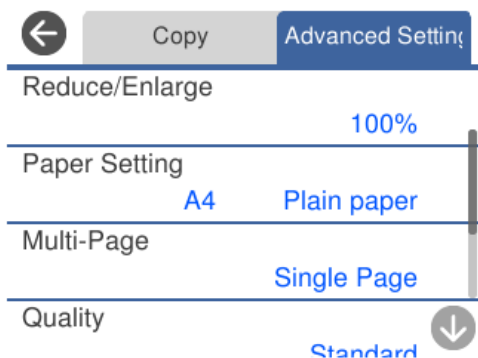 Copy Advanced Setting
Reduce/Enlarge
100%
Paper Setting
A4 Plain paper
Multi-Page
Single Page
Quality
Standard